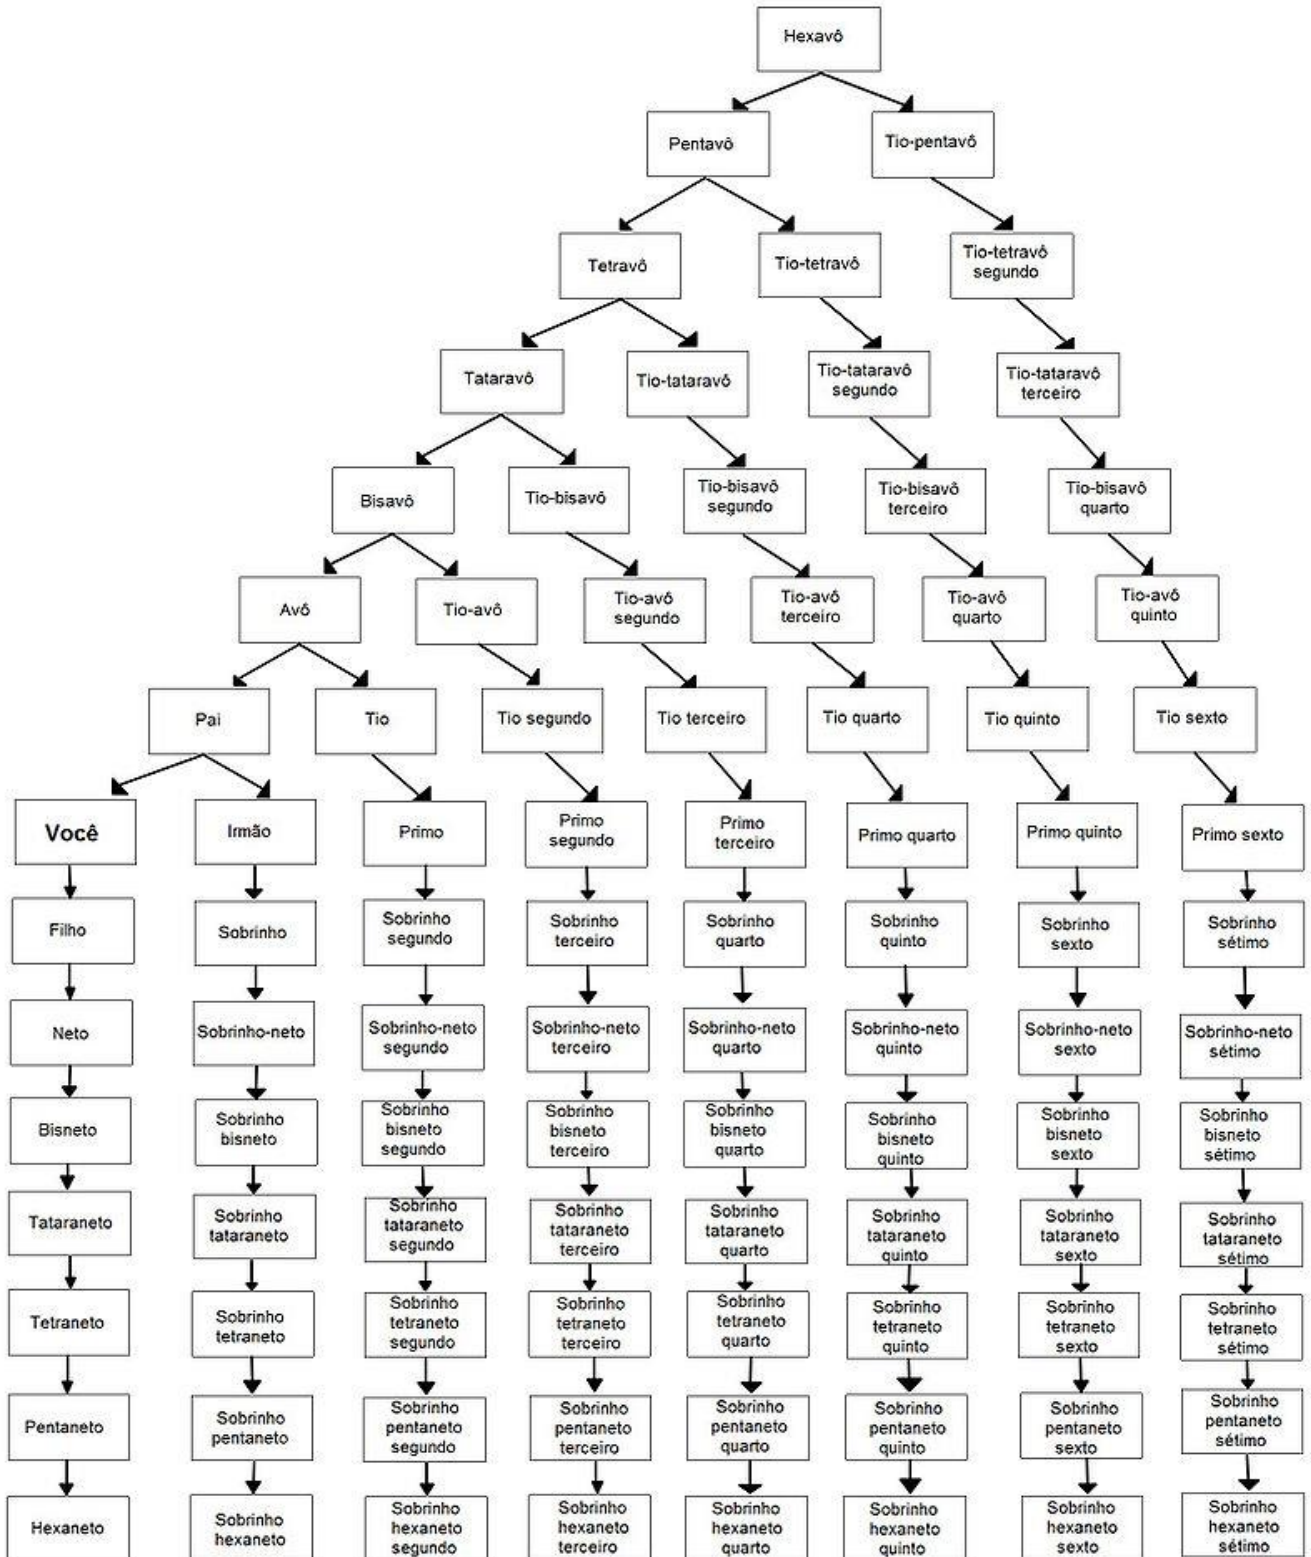 Hexavô
Pentavô
Tio-pentavô
Tetravô
Tio-tetravô
Tio-tetravô
segundo
Tataravô
Tio-tataravô
Tio-tataravô
segundo
Tio-tataravô
terceiro
Bisavô
Tio-bisavô
Tio-bisavô
segundo
Tio-bisavô
terceiro
Tio-bisavô
quarto
Avô
Tio-avô
Tio-avô
segundo
Tio-avô
terceiro
Tio-avô
quarto
Tio-avô
quinto
Pai
Tio
Tio segundo
Tio terceiro
Tio quarto
Tio quinto
Tio sexto
Você
Irmão
Primo
Primo
segundo
Primo
terceiro
Primo quarto
Primo quinto
Primo sexto
Filho
Sobrinho
Sobrinho
segundo
Sobrinho
terceiro
Sobrinho
quarto
Sobrinho
quinto
Sobrinho
sexto
Sobrinho
sétimo
Neto
Sobrinho-neto
Sobrinho-neto
segundo
Sobrinho-neto
terceiro
Sobrinho-neto
quarto
Sobrinho-neto
quinto
Sobrinho-neto
sexto
Sobrinho-neto
sétimo
Bisneto
Sobrinho
bisneto
Sobrinho
bisneto
segundo
Sobrinho
bisneto
terceiro
Sobrinho
bisneto
quarto
Sobrinho
bisneto
quinto
Sobrinho
bisneto
sexto
Sobrinho
bisneto
sétimo
Tataraneto
Sobrinho
tataraneto
Sobrinho
tataraneto
segundo
Sobrinho
tataraneto
terceiro
Sobrinho
tataraneto
quarto
Sobrinho
tataraneto
quinto
Sobrinho
tataraneto
sexto
Sobrinho
tataraneto
sétimo
Tetraneto
Sobrinho
tetraneto
Sobrinho
tetraneto
segundo
Sobrinho
tetraneto
terceiro
Sobrinho
tetraneto
quarto
Sobrinho
tetraneto
quinto
Sobrinho
tetraneto
sexto
Sobrinho
tetraneto
sétimo
Pentaneto
Sobrinho
pentaneto
Sobrinho
pentaneto
segundo
Sobrinho
pentaneto
terceiro
Sobrinho
pentaneto
quarto
Sobrinho
pentaneto
quinto
Sobrinho
pentaneto
sexto
Sobrinho
pentaneto
sétimo
Hexaneto
Sobrinho
hexaneto
Sobrinho
hexaneto
segundo
Sobrinho
hexaneto
terceiro
Sobrinho
hexaneto
quarto
Sobrinho
hexaneto
quinto
Sobrinho
hexaneto
sexto
Sobrinho
hexaneto
sétimo